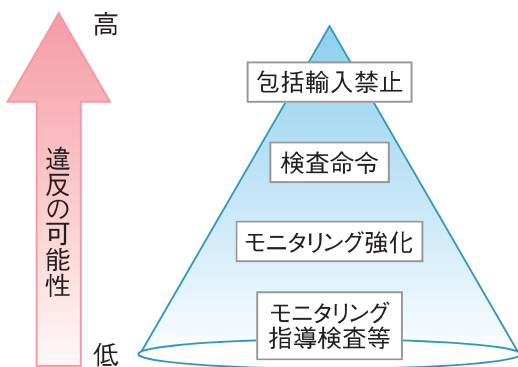 高
違反の可能性
低
包括輸入禁止
検査命令
モニタリング強化
モニタリング
指導検査等